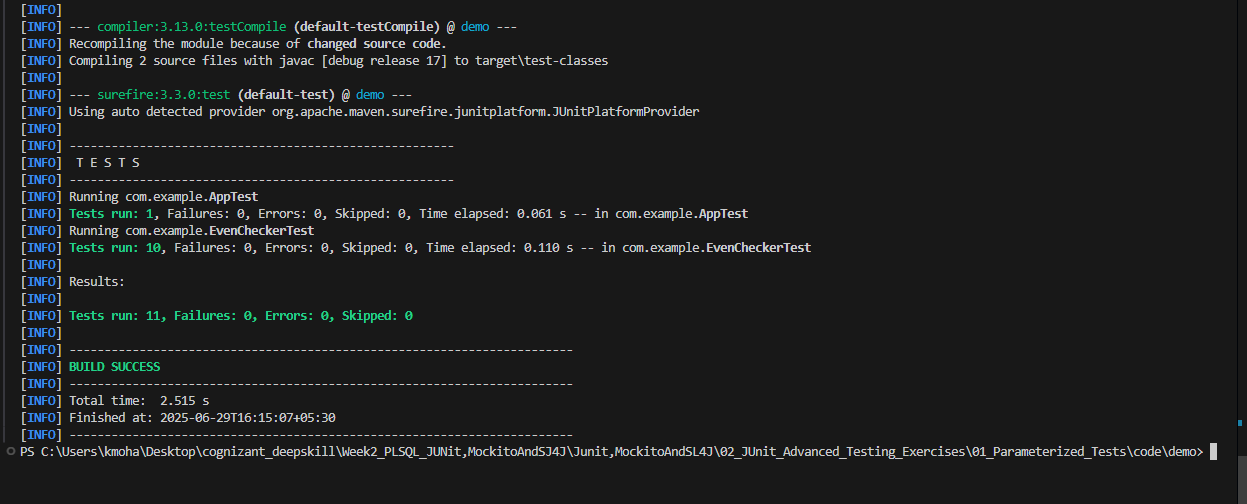 [INFO]
[INFO] --- compiler:3.13.0:testCompile (default-testCompile) @ demo ---
[INFO] Recompiling the module because of changed source code.
[INFO] Compiling 2 source files with javac [debug release 17] to target\test-classes
[INFO]
[INFO] --- surefire:3.3.0:test (default-test) @ demo ---
[INFO] Using auto detected provider org.apache.maven.surefire.junitplatform.JUnitPlatformProvider
[INFO]
[INFO] -------------------------------------------------------
[INFO]  T E S T S
[INFO] -------------------------------------------------------
[INFO] Running com.example.AppTest
[INFO] Tests run: 1, Failures: 0, Errors: 0, Skipped: 0, Time elapsed: 0.061 s -- in com.example.AppTest
[INFO] Running com.example.EvenCheckerTest
[INFO] Tests run: 10, Failures: 0, Errors: 0, Skipped: 0, Time elapsed: 0.110 s -- in com.example.EvenCheckerTest
[INFO]
[INFO] Results:
[INFO]
[INFO] Tests run: 11, Failures: 0, Errors: 0, Skipped: 0
[INFO]
[INFO] ------------------------------------------------------------------------
[INFO] BUILD SUCCESS
[INFO] ------------------------------------------------------------------------
[INFO] Total time:  2.515 s
[INFO] Finished at: 2025-06-29T16:15:07+05:30
[INFO] ------------------------------------------------------------------------
PS C:\Users\kmoha\Desktop\cognizant_deepskill\Week2_PLSQL_JUNit,MockitoAndSJ4J\Junit,MockitoAndSL4J\02_JUnit_Advanced_Testing_Exercises\01_Parameterized_Tests\code\demo>